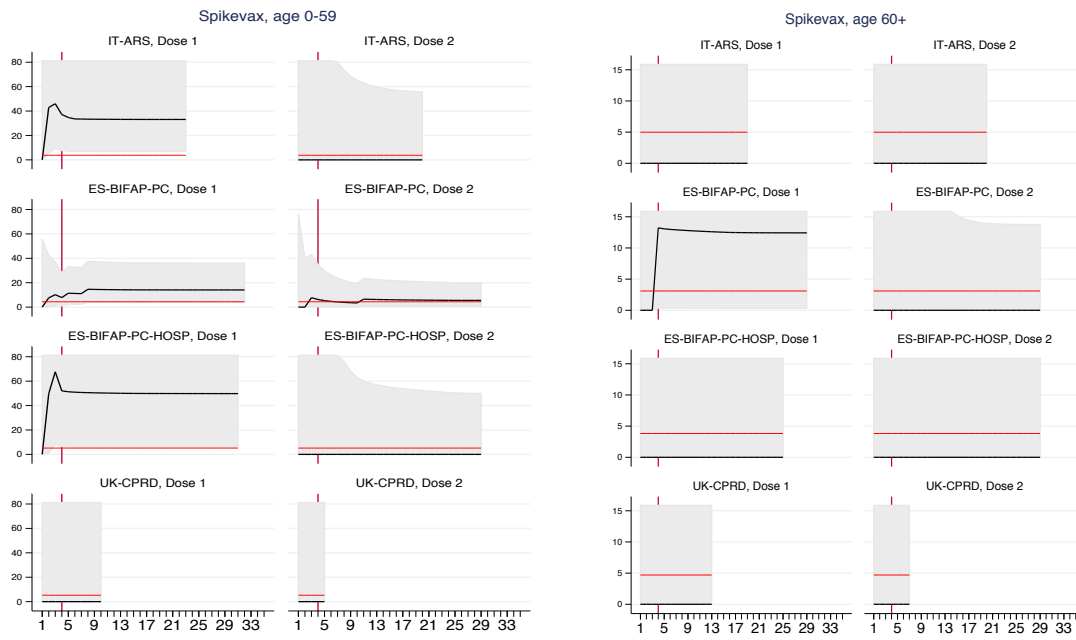 Spikevax, age 0-59
IT-ARS, Dose 1
IT-ARS, Dose 2
80
60
40
20
0
ES-BIFAP-PC, Dose 1
ES-BIFAP-PC, Dose 2
80
60
40
20
0
ES-BIFAP-PC-HOSP, Dose 1
ES-BIFAP-PC-HOSP, Dose 2
80
60
40
20
0
UK-CPRD, Dose 1
UK-CPRD, Dose 2
80
60
40
20
0
1 5 9 13 17 21 25 29 33
1 5 9 13 17 21 25 29 33
Spikevax, age 60+
IT-ARS, Dose 1
IT-ARS, Dose 2
15
10
5
0
ES-BIFAP-PC, Dose 1
ES-BIFAP-PC, Dose 2
15
10
5
0
ES-BIFAP-PC-HOSP, Dose 1
ES-BIFAP-PC-HOSP, Dose 2
15
10
5
0
UK-CPRD, Dose 1
UK-CPRD, Dose 2
15
10
5
0
1 5 9 13 17 21 25 29 33
1 5 9 13 17 21 25 29 33